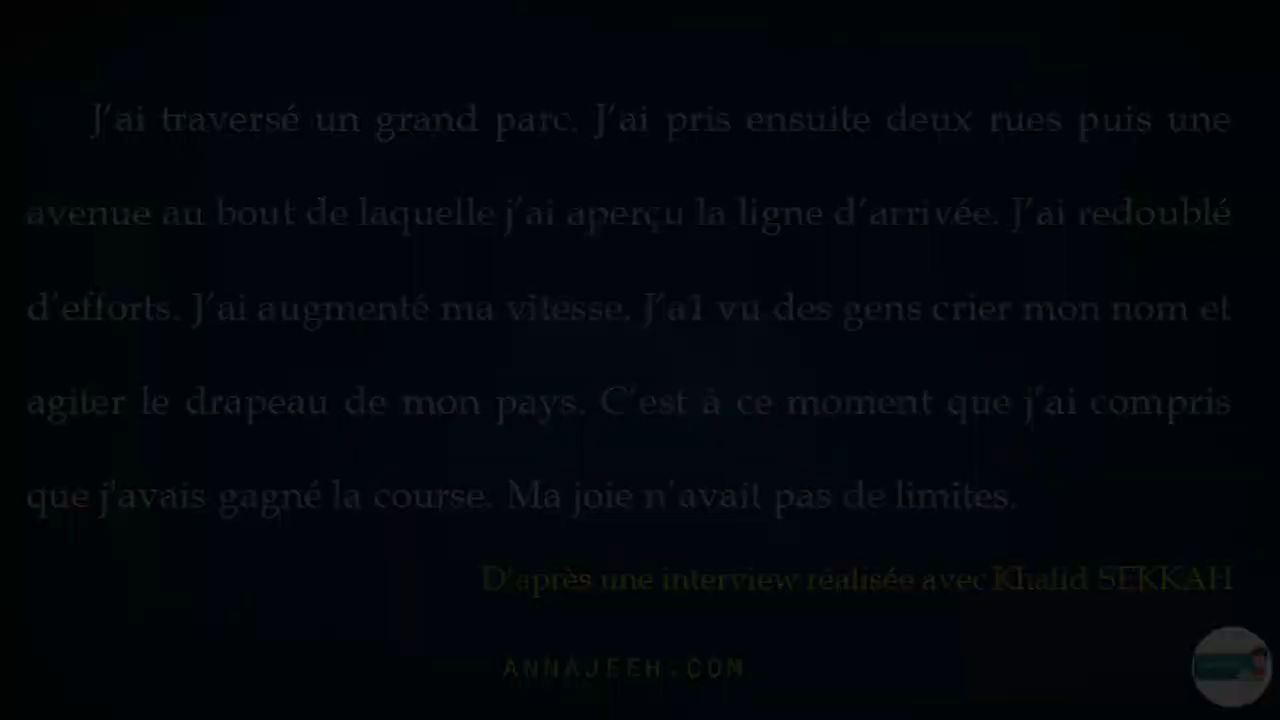 J'ai traversé un grand parc. J'ai pris ensuite deux rues puis une
avenue au bout de laquelle j'ai aperçu la ligne d'arrivée. J'ai redoublé
d'efforts. J'ai augmenté ma vitesse. J'a1 vu des gens crier mon nom et
agiter le drapeau de mon pays. C'est à ce moment que j'ai compris
que j'avais gagné la course. Ma joie n'avait pas de limites.
D'après une interview réalisée avec Khalid SEKKAH
ANNAJEEH.COM